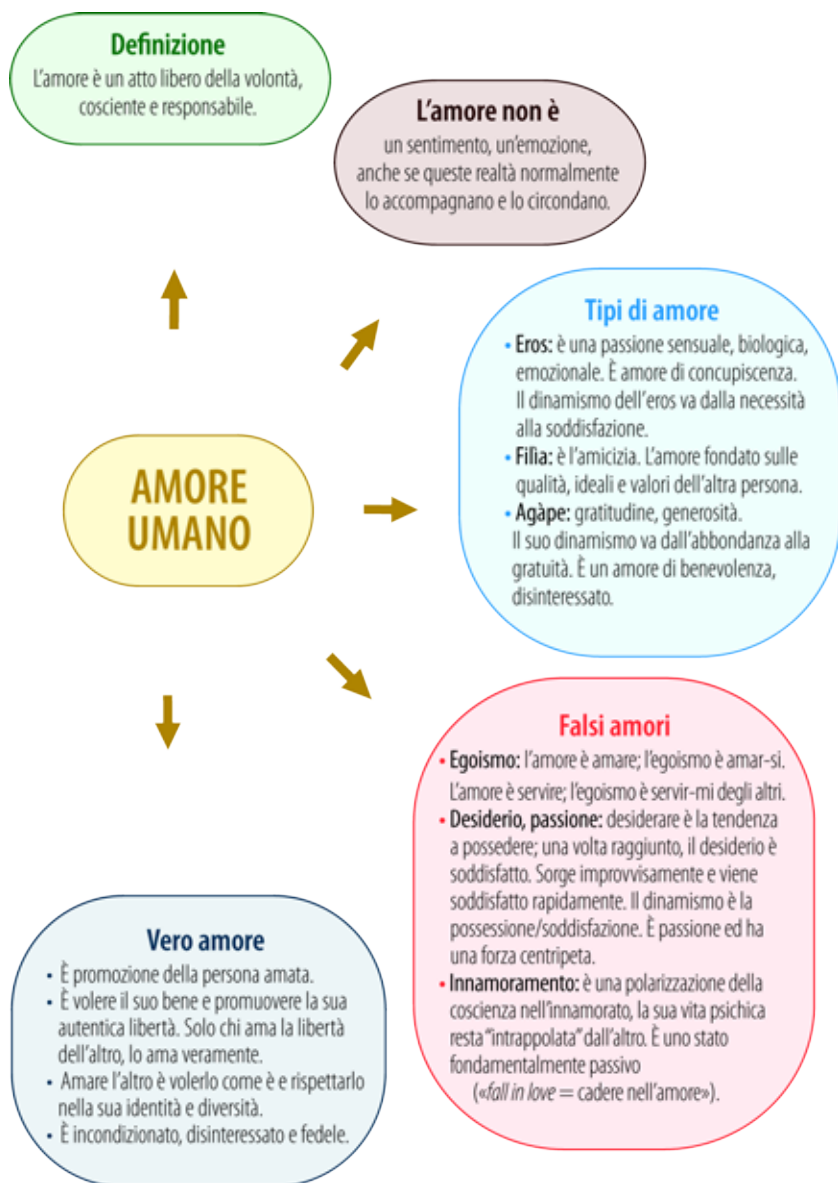 Definizione
L'amore è un atto libero della volontà,
cosciente e responsabile.
L'amore non è
un sentimento, un'emozione,
anche se queste realtà normalmente
lo accompagnano e lo circondano.
Tipi di amore
• Eros: è una passione sensuale, biologica,
emozionale. È amore di concupiscenza.
Il dinamismo dell'eros va dalla necessità
alla soddisfazione.
• Filìa: è l'amicizia. L'amore fondato sulle
qualità, ideali e valori dell'altra persona.
• Agàpe: gratitudine, generosità.
Il suo dinamismo va dall'abbondanza alla
gratuità. È un amore di benevolenza,
disinteressato.
AMORE
UMANO
Falsi amori
• Egoismo: l'amore è amare; l'egoismo è amar-si.
L'amore è servire; l'egoismo è servir-mi degli altri.
• Desiderio, passione: desiderare è la tendenza
a possedere; una volta raggiunto, il desiderio è
soddisfatto. Sorge improvvisamente e viene
soddisfatto rapidamente. Il dinamismo è la
possessione/soddisfazione. È passione ed ha
una forza centripeta.
• Innamoramento: è una polarizzazione della
coscienza nell'innamorato, la sua vita psichica
resta "intrappolata" dall'altro. È uno stato
fondamentalmente passivo
(«fall in love = cadere nell'amore»).
Vero amore
• È promozione della persona amata.
• È volere il suo bene e promuovere la sua
autentica libertà. Solo chi ama la libertà
dell'altro, lo ama veramente.
• Amare l'altro è volerlo come è e rispettarlo
nella sua identità e diversità.
• È incondizionato, disinteressato e fedele.